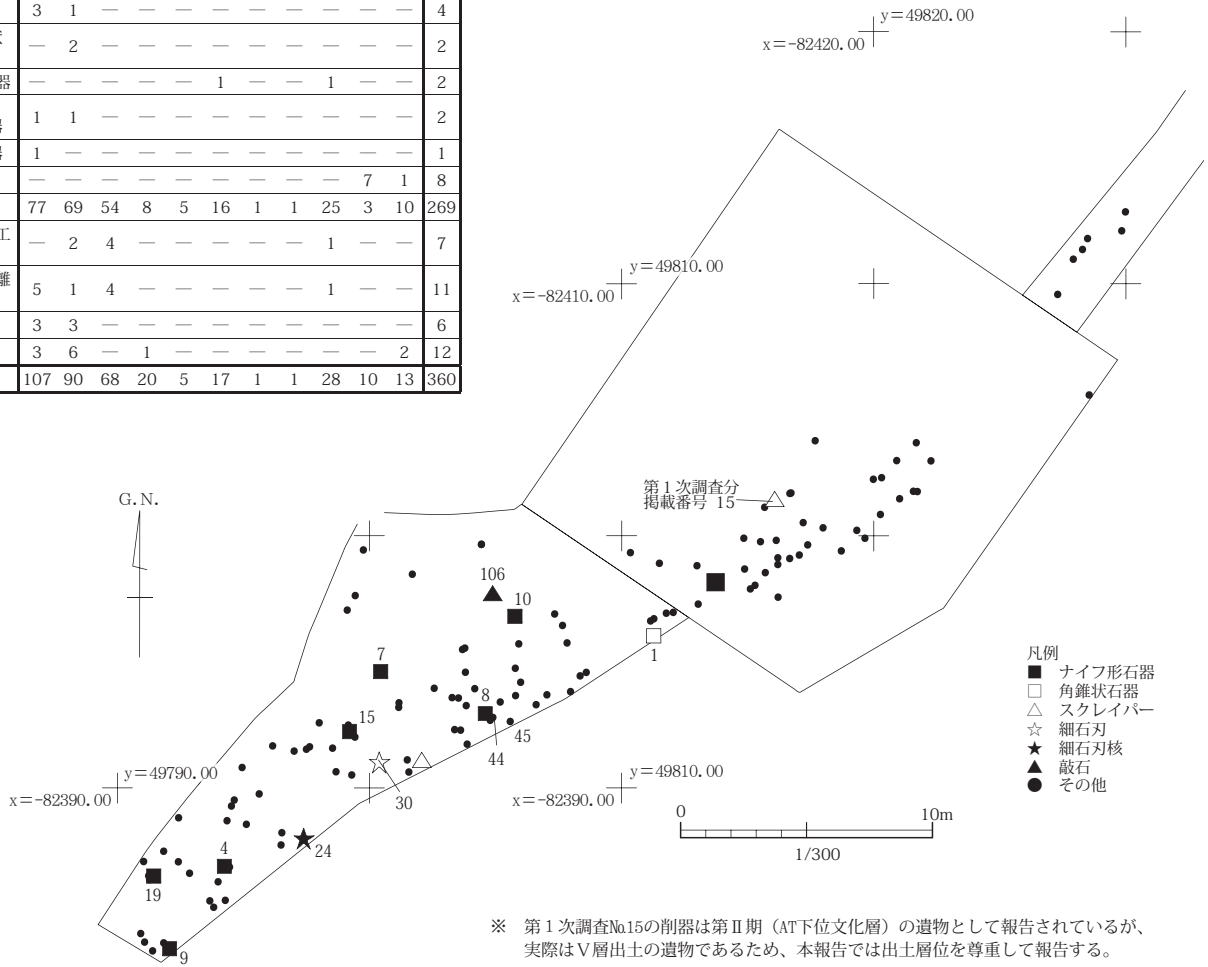 3 1 — — — — — — — — — 4
— 2 — — — — — — — — — 2
器 — — — — — 1 — — 1 — — 2
1 1 — — — — — — — — — 2
1 — — — — — — — — — — 1
— — — — — — — — — 7 1 8
77 69 54 8 5 16 1 1 25 3 10 269
工 — 2 4 — — — — — 1 — — 7
離 5 1 4 — — — — — 1 — — 11
3 3 — — — — — — — — — 6
3 6 — 1 — — — — — — 2 12
107 90 68 20 5 17 1 1 28 10 13 360
y=49820.00
x=-82420.00
y=49810.00
x=-82410.00
G.N.
第1次調査分
掲載番号 15
106
10
7
1
8
15
45
44
30
y=49790.00
x=-82390.00
y=49810.00
x=-82390.00
24
4
19
9
凡例
■ ナイフ形石器
□ 角錐状石器
△ スクレイパー
☆ 細石刃
★ 細石刃核
▲ 敲石
● その他
0 10m
1/300
※ 第1次調査№15の削器は第Ⅱ期（AT下位文化層）の遺物として報告されているが、
実際はⅤ層出土の遺物であるため、本報告では出土層位を尊重して報告する。